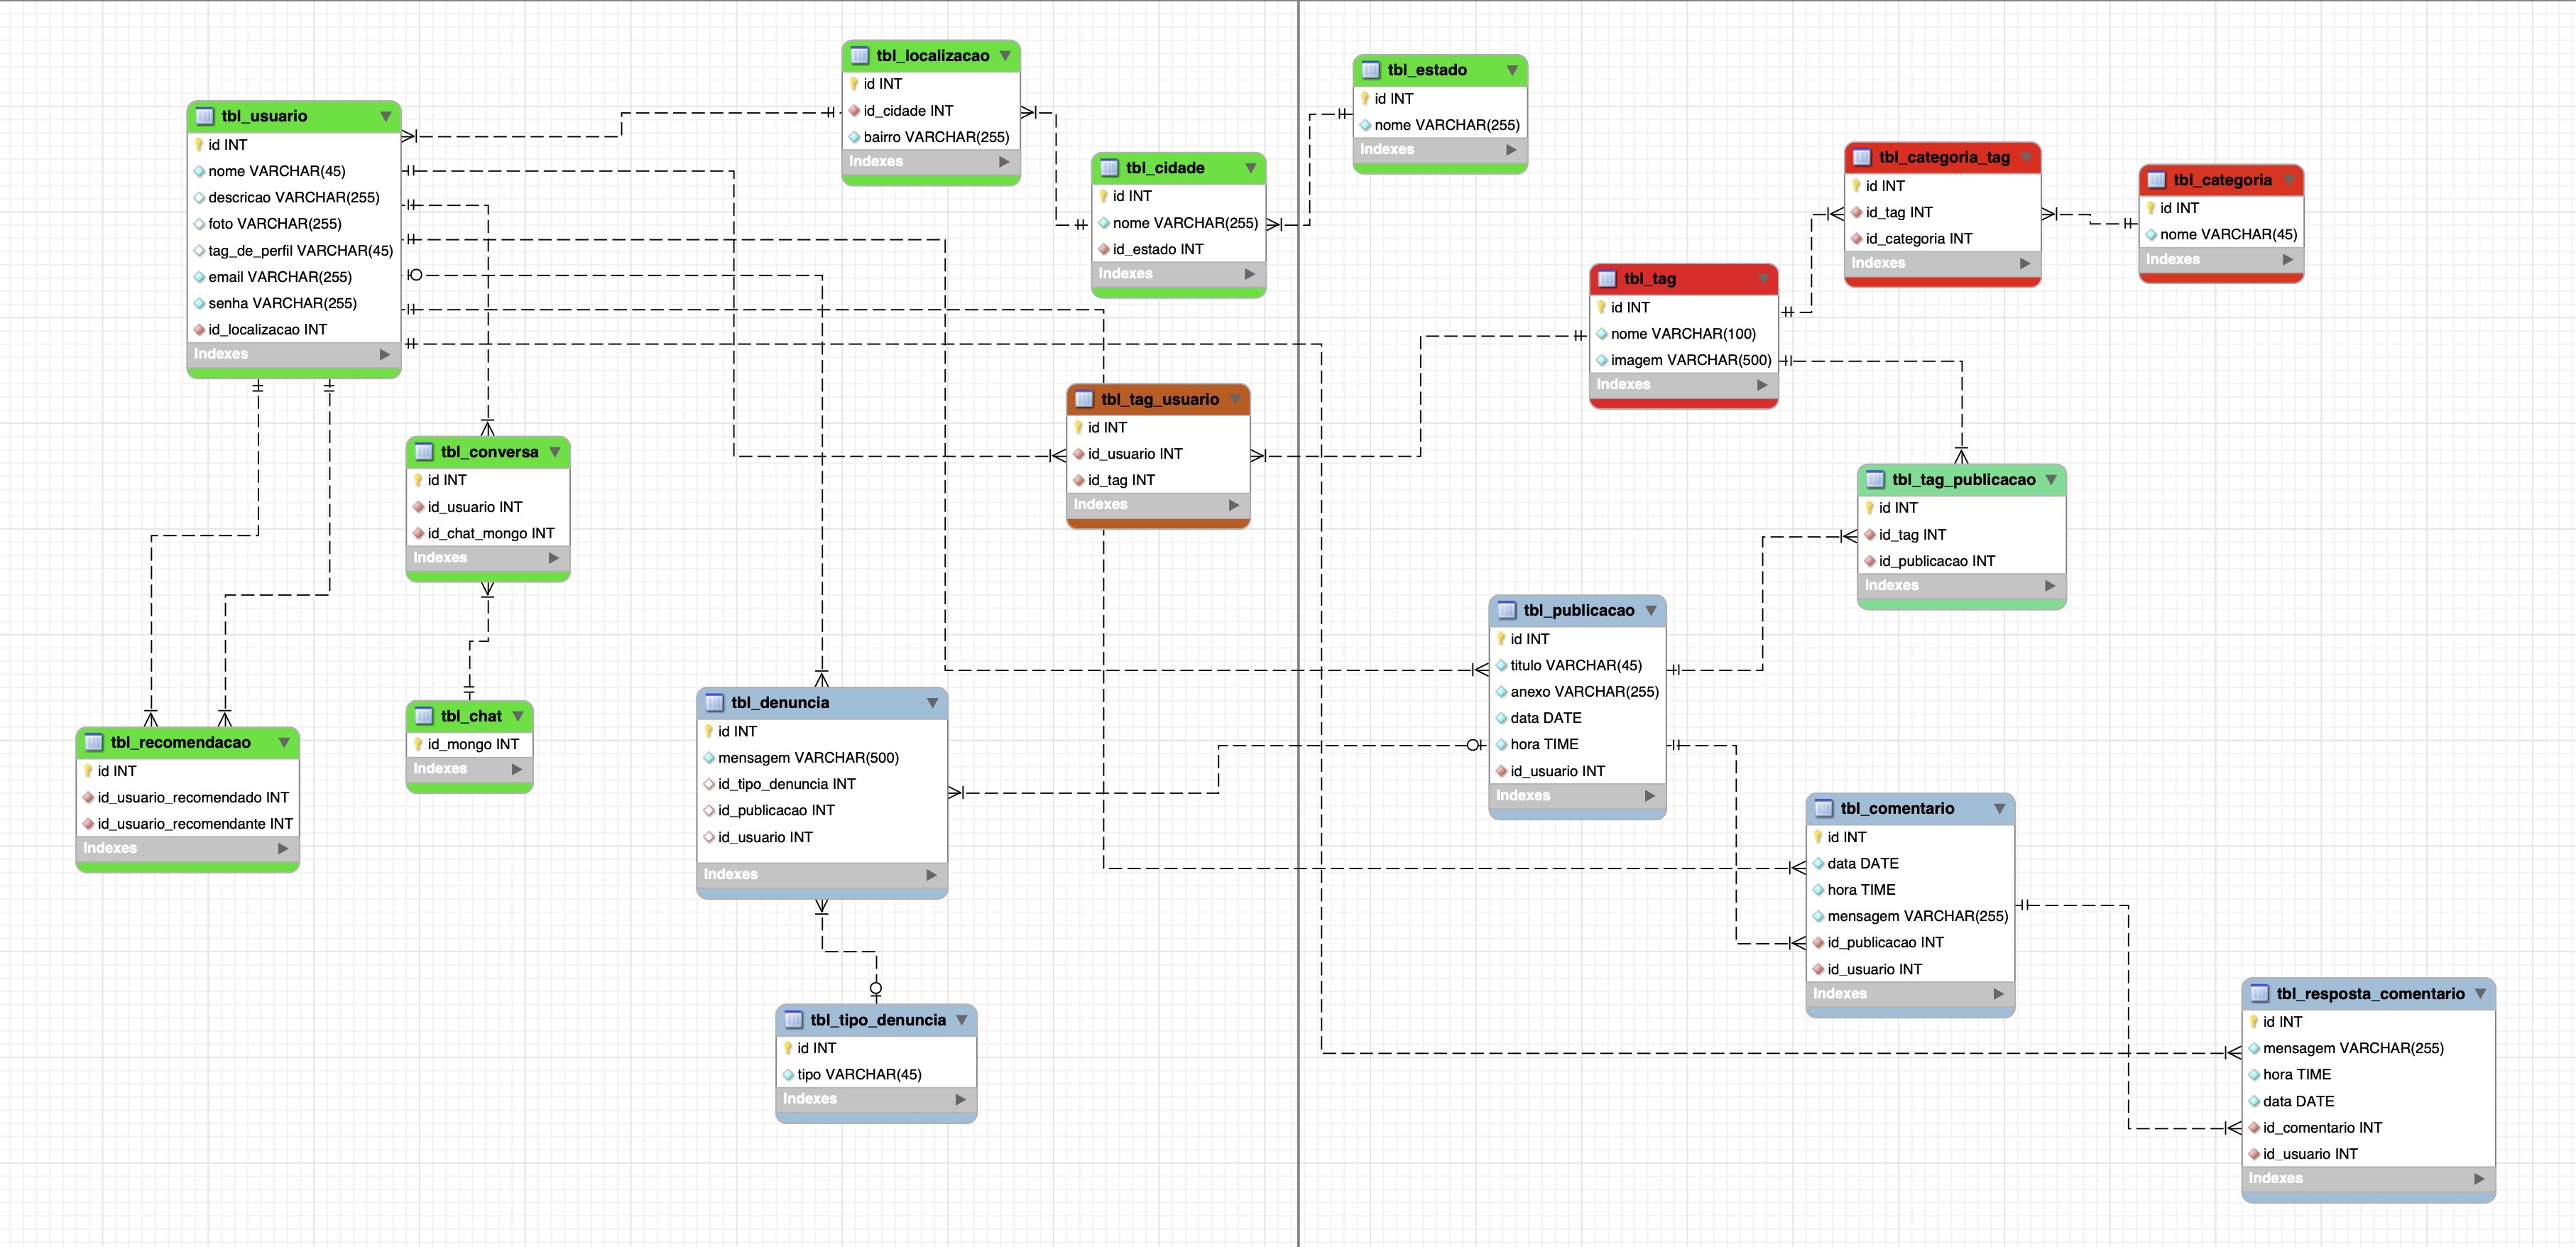 tbl_usuario
id INT
nome VARCHAR(45)
descricao VARCHAR(255)
foto VARCHAR(255)
tag_de_perfil VARCHAR(45)
email VARCHAR(255)
senha VARCHAR(255)
id_localizacao INT
Indexes
tbl_localizacao
id INT
id_cidade INT
bairro VARCHAR(255)
Indexes
tbl_cidade
id INT
nome VARCHAR(255)
id_estado INT
Indexes
tbl_estado
id INT
nome VARCHAR(255)
Indexes
tbl_categoria_tag
id INT
id_tag INT
id_categoria INT
Indexes
tbl_categoria
id INT
nome VARCHAR(45)
Indexes
tbl_tag
id INT
nome VARCHAR(100)
imagem VARCHAR(500)
Indexes
tbl_tag_usuario
id INT
id_usuario INT
id_tag INT
Indexes
tbl_conversa
id INT
id_usuario INT
id_chat_mongo INT
Indexes
tbl_tag_publicacao
id INT
id_tag INT
id_publicacao INT
Indexes
tbl_publicacao
id INT
titulo VARCHAR(45)
anexo VARCHAR(255)
data DATE
hora TIME
id_usuario INT
Indexes
tbl_recomendacao
id INT
id_usuario_recomendado INT
id_usuario_recomendante INT
Indexes
tbl_chat
id_mongo INT
Indexes
tbl_denuncia
id INT
mensagem VARCHAR(500)
id_tipo_denuncia INT
id_publicacao INT
id_usuario INT
Indexes
tbl_comentario
id INT
data DATE
hora TIME
mensagem VARCHAR(255)
id_publicacao INT
id_usuario INT
Indexes
tbl_tipo_denuncia
id INT
tipo VARCHAR(45)
Indexes
tbl_resposta_comentario
id INT
mensagem VARCHAR(255)
hora TIME
data DATE
id_comentario INT
id_usuario INT
Indexes